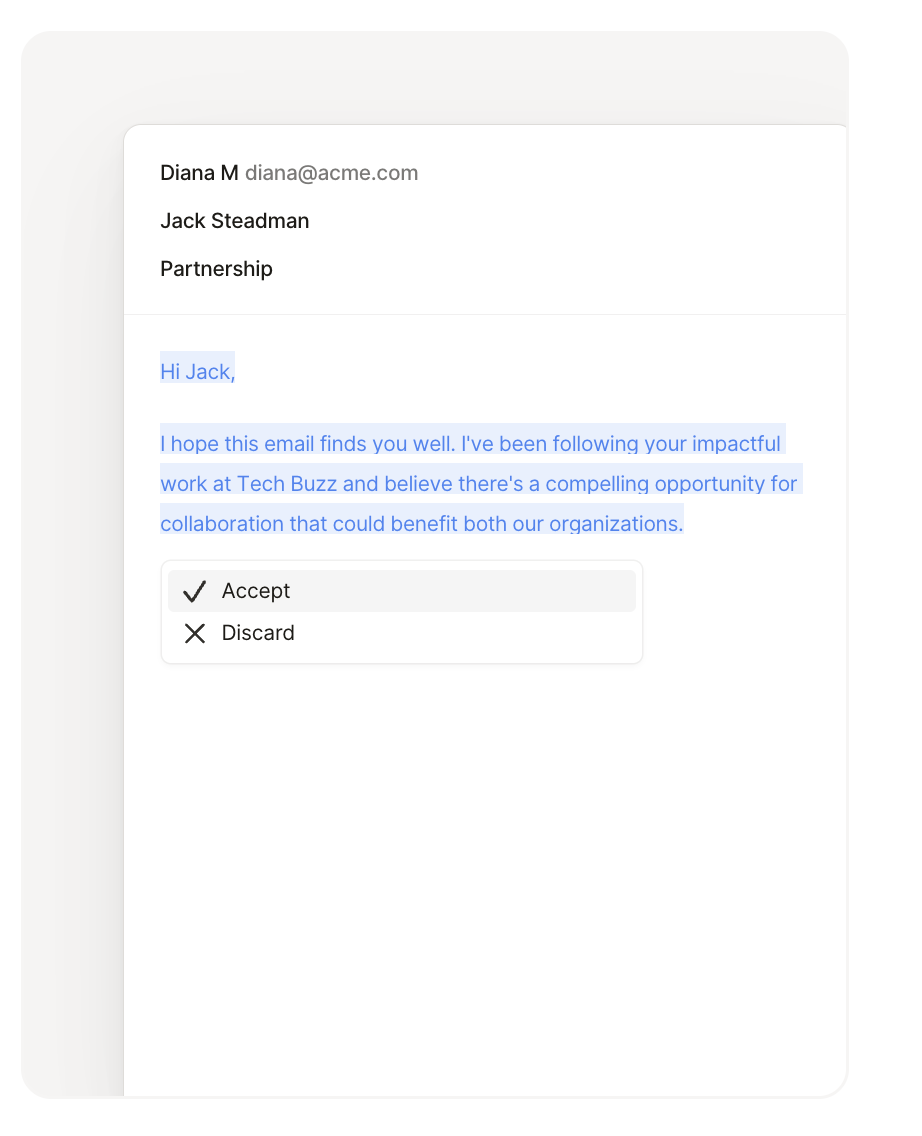 Diana M diana@acme.com
Jack Steadman
Partnership
Hi Jack,
I hope this email finds you well. I've been following your impactful
work at Tech Buzz and believe there's a compelling opportunity for
collaboration that could benefit both our organizations.
Accept
Discard